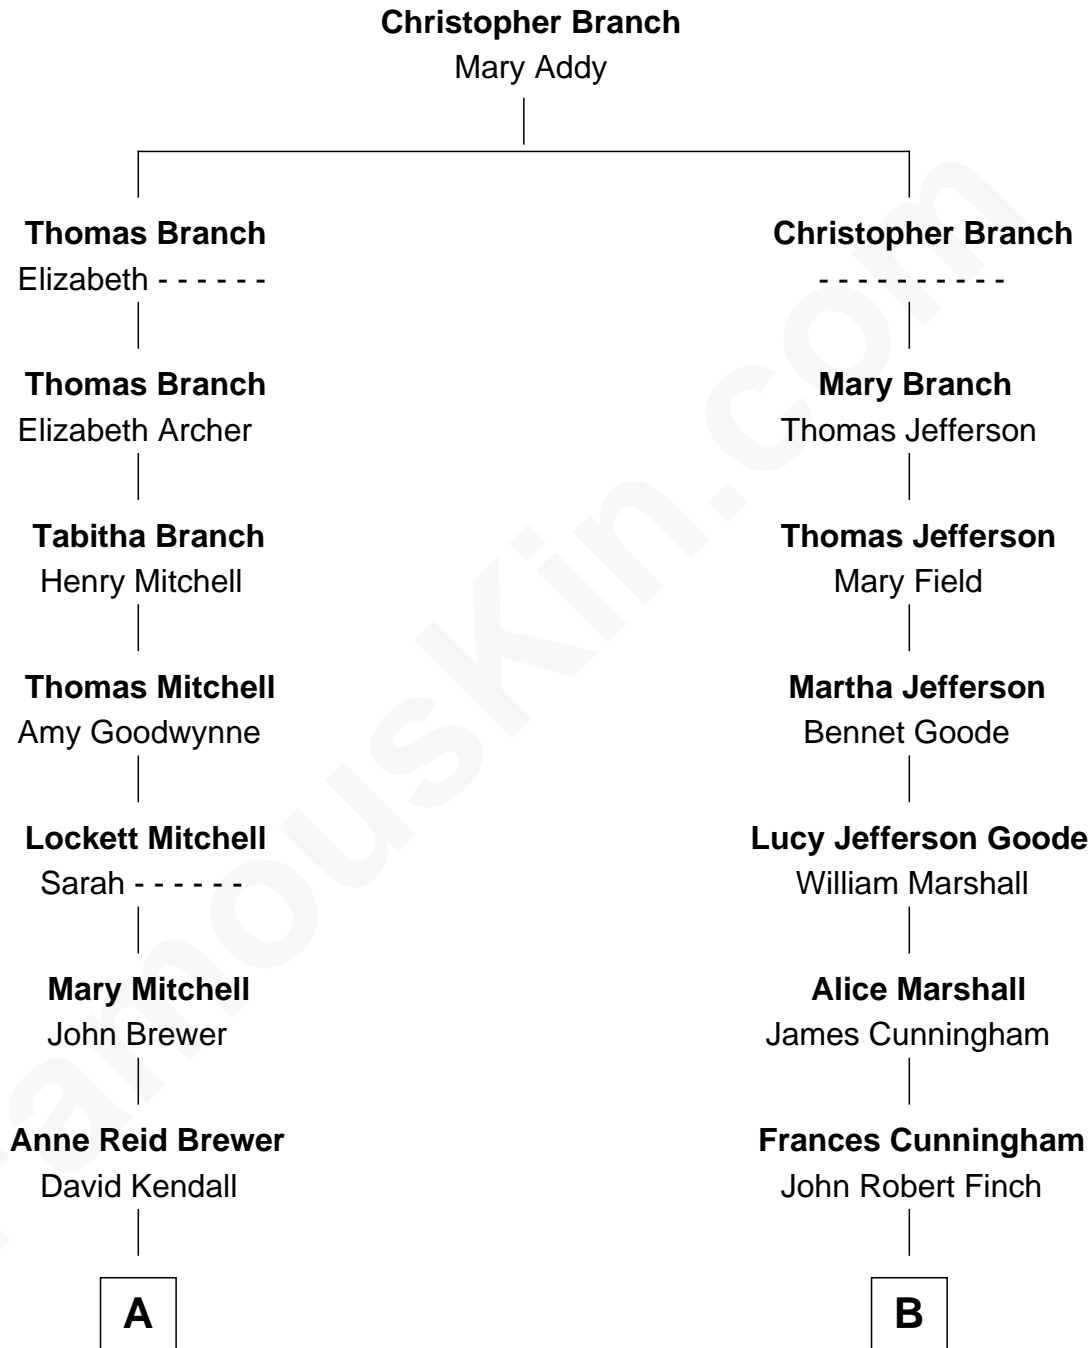 Christopher Branch
Mary Addy
Thomas Branch
Elizabeth - - - - - -
Christopher Branch
- - - - - - - - - -
Thomas Branch
Elizabeth Archer
Mary Branch
Thomas Jefferson
Tabitha Branch
Henry Mitchell
Thomas Jefferson
Mary Field
Thomas Mitchell
Amy Goodwynne
Martha Jefferson
Bennet Goode
Lockett Mitchell
Sarah - - - - - -
Lucy Jefferson Goode
William Marshall
Mary Mitchell
John Brewer
Alice Marshall
James Cunningham
Anne Reid Brewer
David Kendall
Frances Cunningham
John Robert Finch
A
B
FamousKin.com